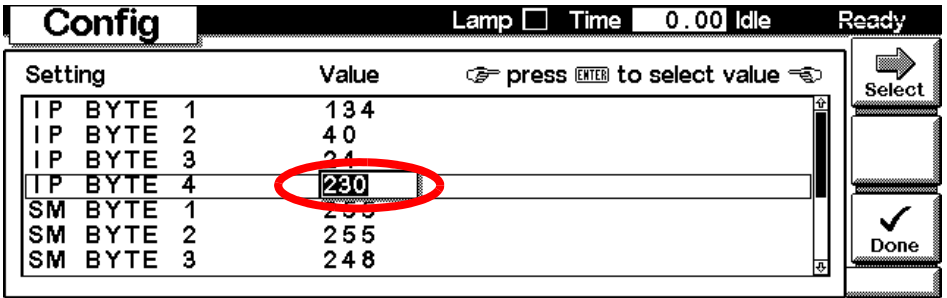 Config Lamp Time 0.00 Idle Ready
Setting Value press ENTER to select value
Select
IP BYTE 1 134
IP BYTE 2 40
IP BYTE 3 24
IP BYTE 4 230
SM BYTE 1 255
SM BYTE 2 255
Done
SM BYTE 3 248